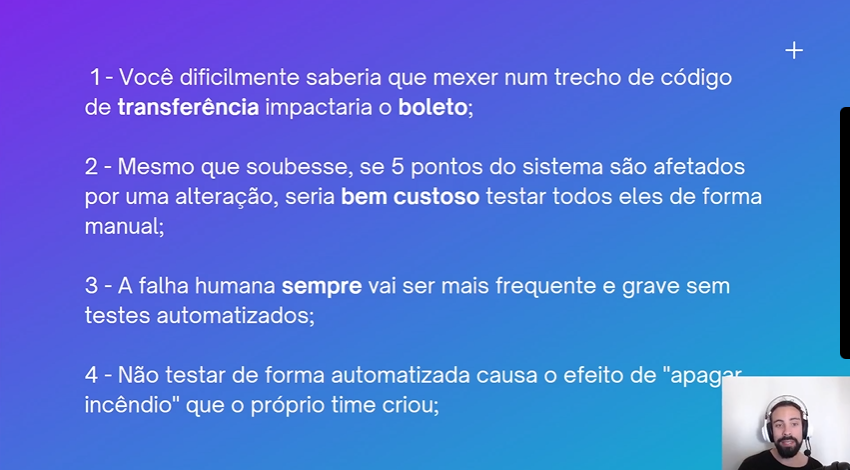 1 - Você dificilmente saberia que mexer num trecho de código
de transferência impactaria o boleto;
2 - Mesmo que soubesse, se 5 pontos do sistema são afetados
por uma alteração, seria bem custoso testar todos eles de forma
manual;
3 - A falha humana sempre vai ser mais frequente e grave sem
testes automatizados;
4 - Não testar de forma automatizada causa o efeito de "apagar
incêndio" que o próprio time criou;